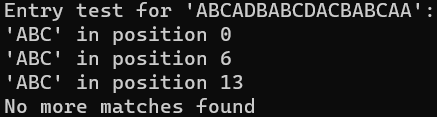 Entry test for 'ABCADBABCDACBABCAA':
'ABC' in position 0
'ABC' in position 6
'ABC' in position 13
No more matches found